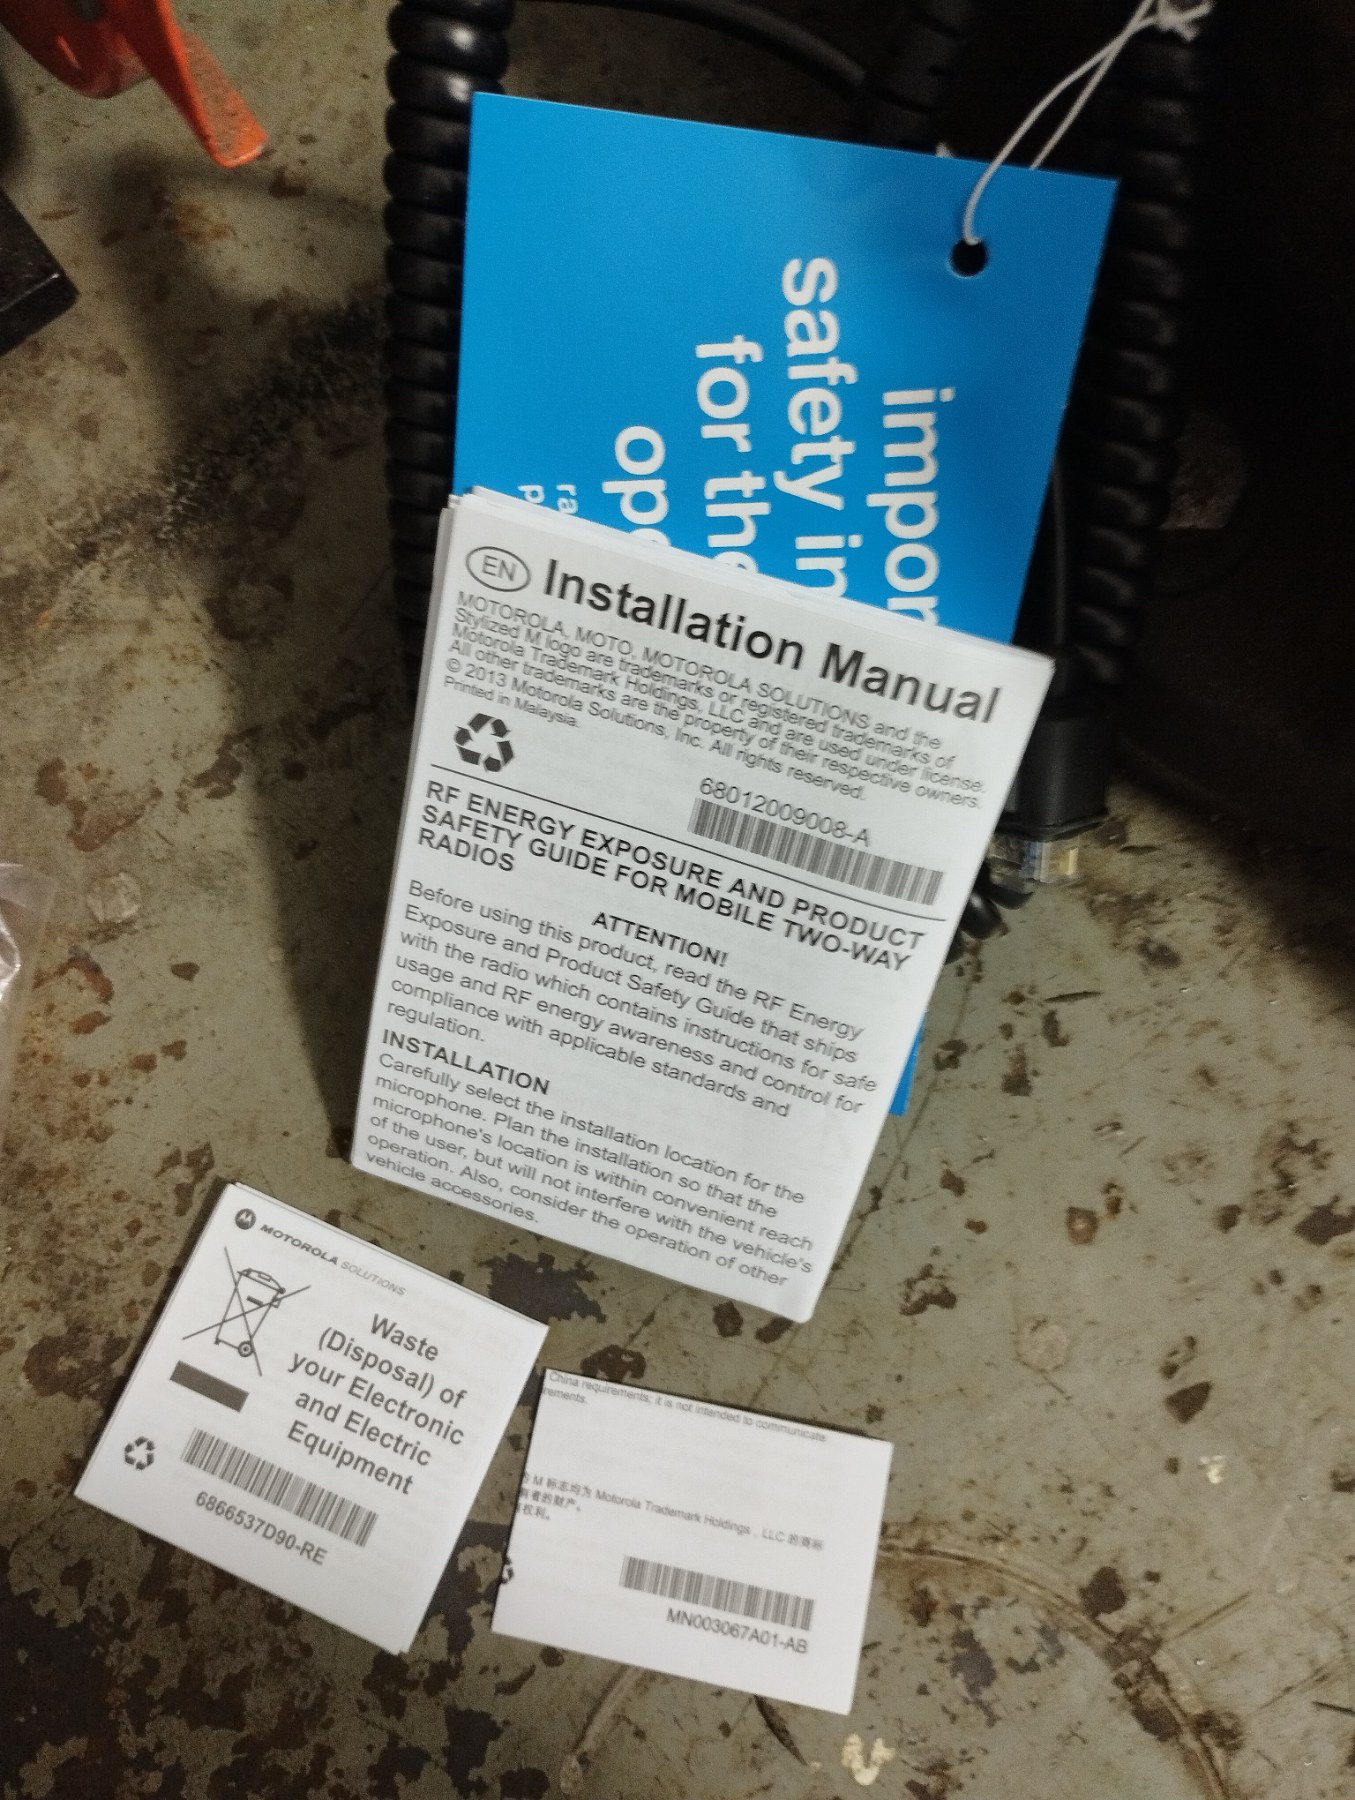 impor
safety in
for the
ope
ra
p
EN Installation Manual
MOTOROLA, MOTO, MOTOROLA SOLUTIONS and the
Stylized M logo are trademarks or registered trademarks of
Motorola Trademark Holdings, LLC and are used under license.
All other trademarks are the property of their respective owners.
© 2013 Motorola Solutions, Inc. All rights reserved.
Printed in Malaysia.
68012009008-A
RF ENERGY EXPOSURE AND PRODUCT
SAFETY GUIDE FOR MOBILE TWO-WAY
RADIOS
ATTENTION!
Before using this product, read the RF Energy
Exposure and Product Safety Guide that ships
with the radio which contains instructions for safe
usage and RF energy awareness and control for
compliance with applicable standards and
regulation.
INSTALLATION
Carefully select the installation location for the
microphone. Plan the installation so that the
microphone's location is within convenient reach
of the user, but will not interfere with the vehicle's
operation. Also, consider the operation of other
vehicle accessories.
MOTOROLA SOLUTIONS
Waste
(Disposal) of
your Electronic
and Electric
Equipment
6866537D90-RE
China requirements; it is not intended to communicate
rements.
M 标志均为 Motorola Trademark Holdings, LLC 的商标
有者的财产。
权利。
MN003067A01-AB